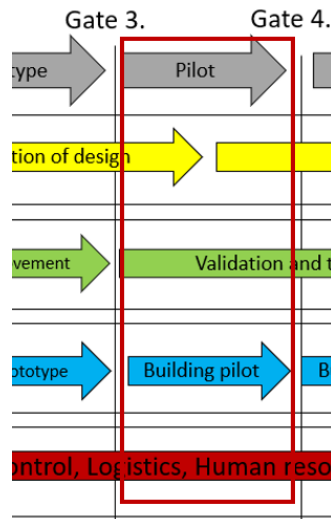 Gate 3.
Gate 4.
type
Pilot
tion of design
vement
Validation and t
ototype
Building pilot
B
ontrol, Logistics, Human reso